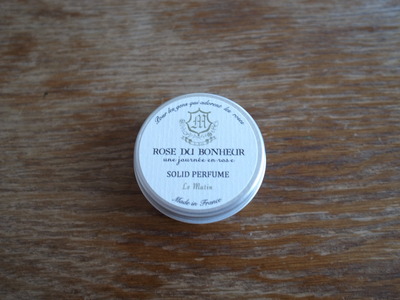 Pour les gens qui adorent les roses
M
ROSE DU BONHEUR
une journée en rose
SOLID PERFUME
Le Matin
Made in France